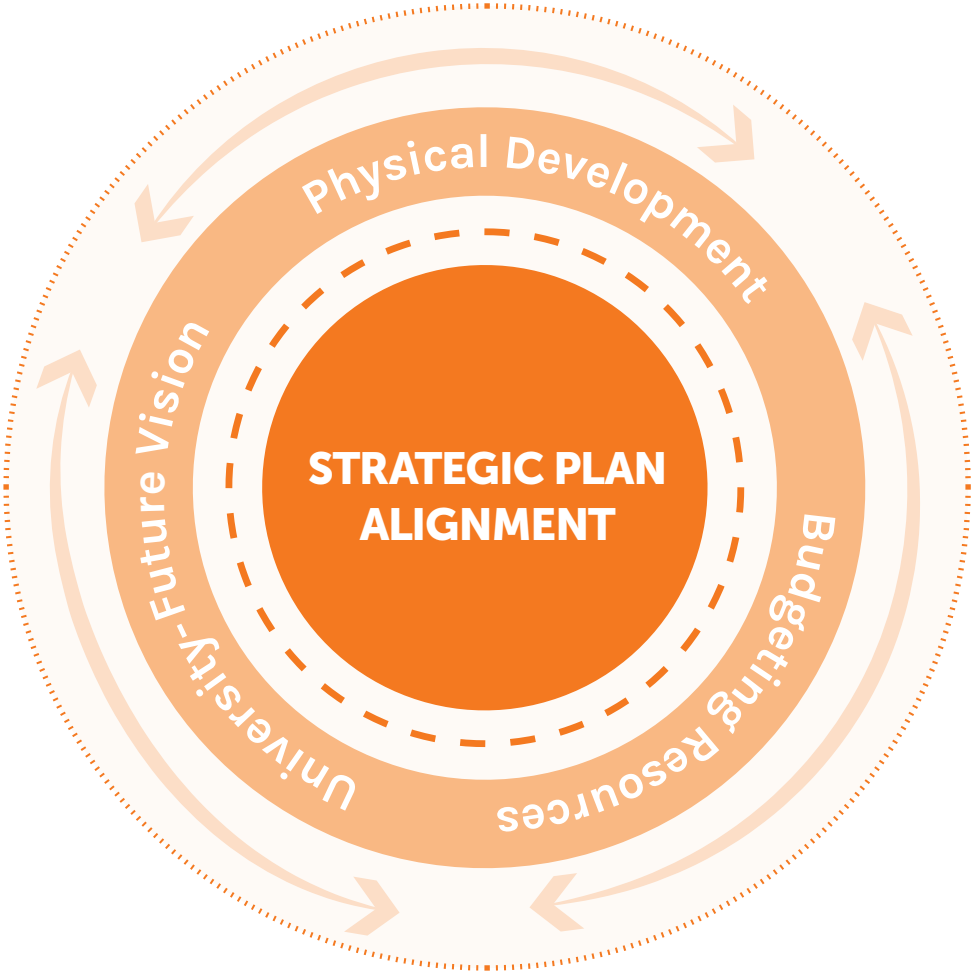 Physical Development
Budgeting Resources
University-Future Vision
STRATEGIC PLAN
ALIGNMENT